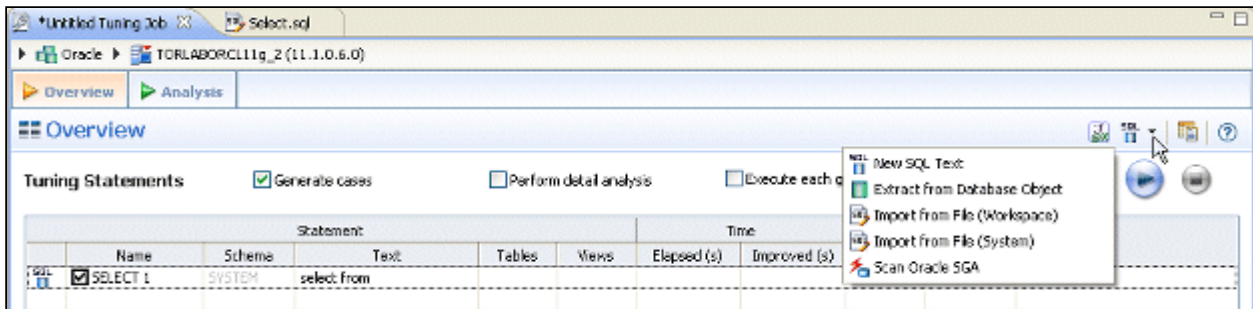 *Untitled Tuning Job Select.sql
Oracle TORLABORCL11g_2 (11.1.0.6.0)
Overview Analysis
Overview
Tuning Statements Generate cases Perform detail analysis Execute each g
New SQL Text
Extract from Database Object
Import from File (Workspace)
Import from File (System)
Scan Oracle SGA
Statement Time
Name Schema Text Tables Views Elapsed (s) Improved (s)
SELECT 1 SYSTEM select from